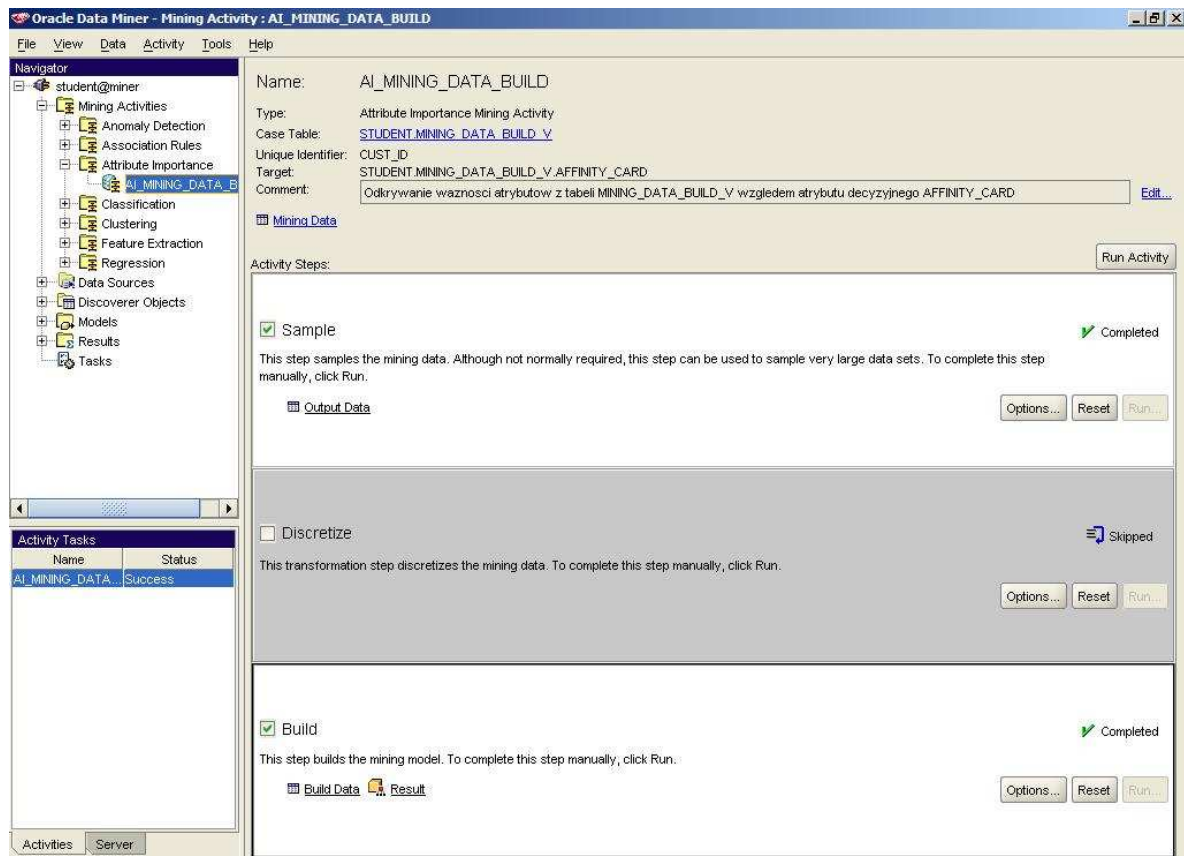 Oracle Data Miner - Mining Activity : AI_MINING_DATA_BUILD
File View Data Activity Tools Help
Navigator
student@miner
Mining Activities
Anomaly Detection
Association Rules
Attribute Importance
AI_MINING_DATA_B
Classification
Clustering
Feature Extraction
Regression
Data Sources
Discoverer Objects
Models
Results
Tasks
Activity Tasks
Name Status
AI_MINING_DATA... Success
Activities Server
Name: AI_MINING_DATA_BUILD
Type: Attribute Importance Mining Activity
Case Table: STUDENT.MINING_DATA_BUILD_V
Unique Identifier: CUST_ID
Target: STUDENT.MINING_DATA_BUILD_V.AFFINITY_CARD
Comment: Odkrywanie waznosci atrybutow z tabeli MINING_DATA_BUILD_V wzgledem atrybutu decyzyjnego AFFINITY_CARD Edit...
Mining Data
Activity Steps: Run Activity
Sample Completed
This step samples the mining data. Although not normally required, this step can be used to sample very large data sets. To complete this step
manually, click Run.
Output Data Options... Reset Run...
Discretize Skipped
This transformation step discretizes the mining data. To complete this step manually, click Run.
Options... Reset Run...
Build Completed
This step builds the mining model. To complete this step manually, click Run.
Build Data Result Options... Reset Run...